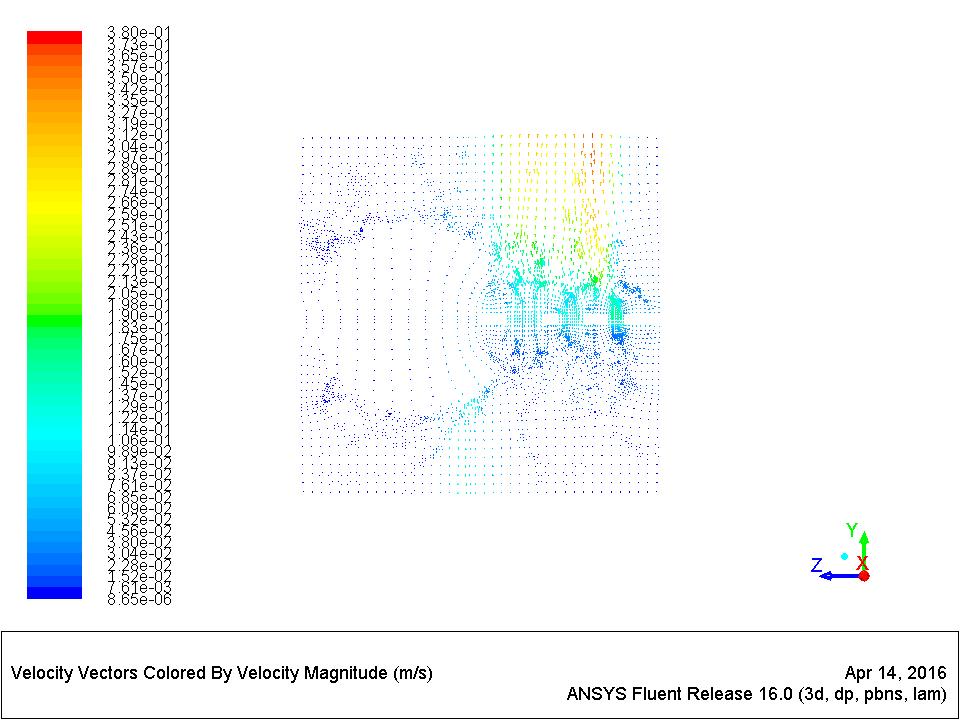 3.80e-01
3.73e-01
3.65e-01
3.57e-01
3.50e-01
3.42e-01
3.35e-01
3.27e-01
3.19e-01
3.12e-01
3.04e-01
2.97e-01
2.89e-01
2.81e-01
2.74e-01
2.66e-01
2.59e-01
2.51e-01
2.43e-01
2.36e-01
2.28e-01
2.21e-01
2.13e-01
2.05e-01
1.98e-01
1.90e-01
1.83e-01
1.75e-01
1.67e-01
1.60e-01
1.52e-01
1.45e-01
1.37e-01
1.29e-01
1.22e-01
1.14e-01
1.06e-01
9.89e-02
9.13e-02
8.37e-02
7.61e-02
6.85e-02
6.09e-02
5.32e-02
4.56e-02
3.80e-02
3.04e-02
2.28e-02
1.52e-02
7.61e-03
8.65e-06
Y
Z
X
Velocity Vectors Colored By Velocity Magnitude (m/s)
Apr 14, 2016
ANSYS Fluent Release 16.0 (3d, dp, pbns, lam)